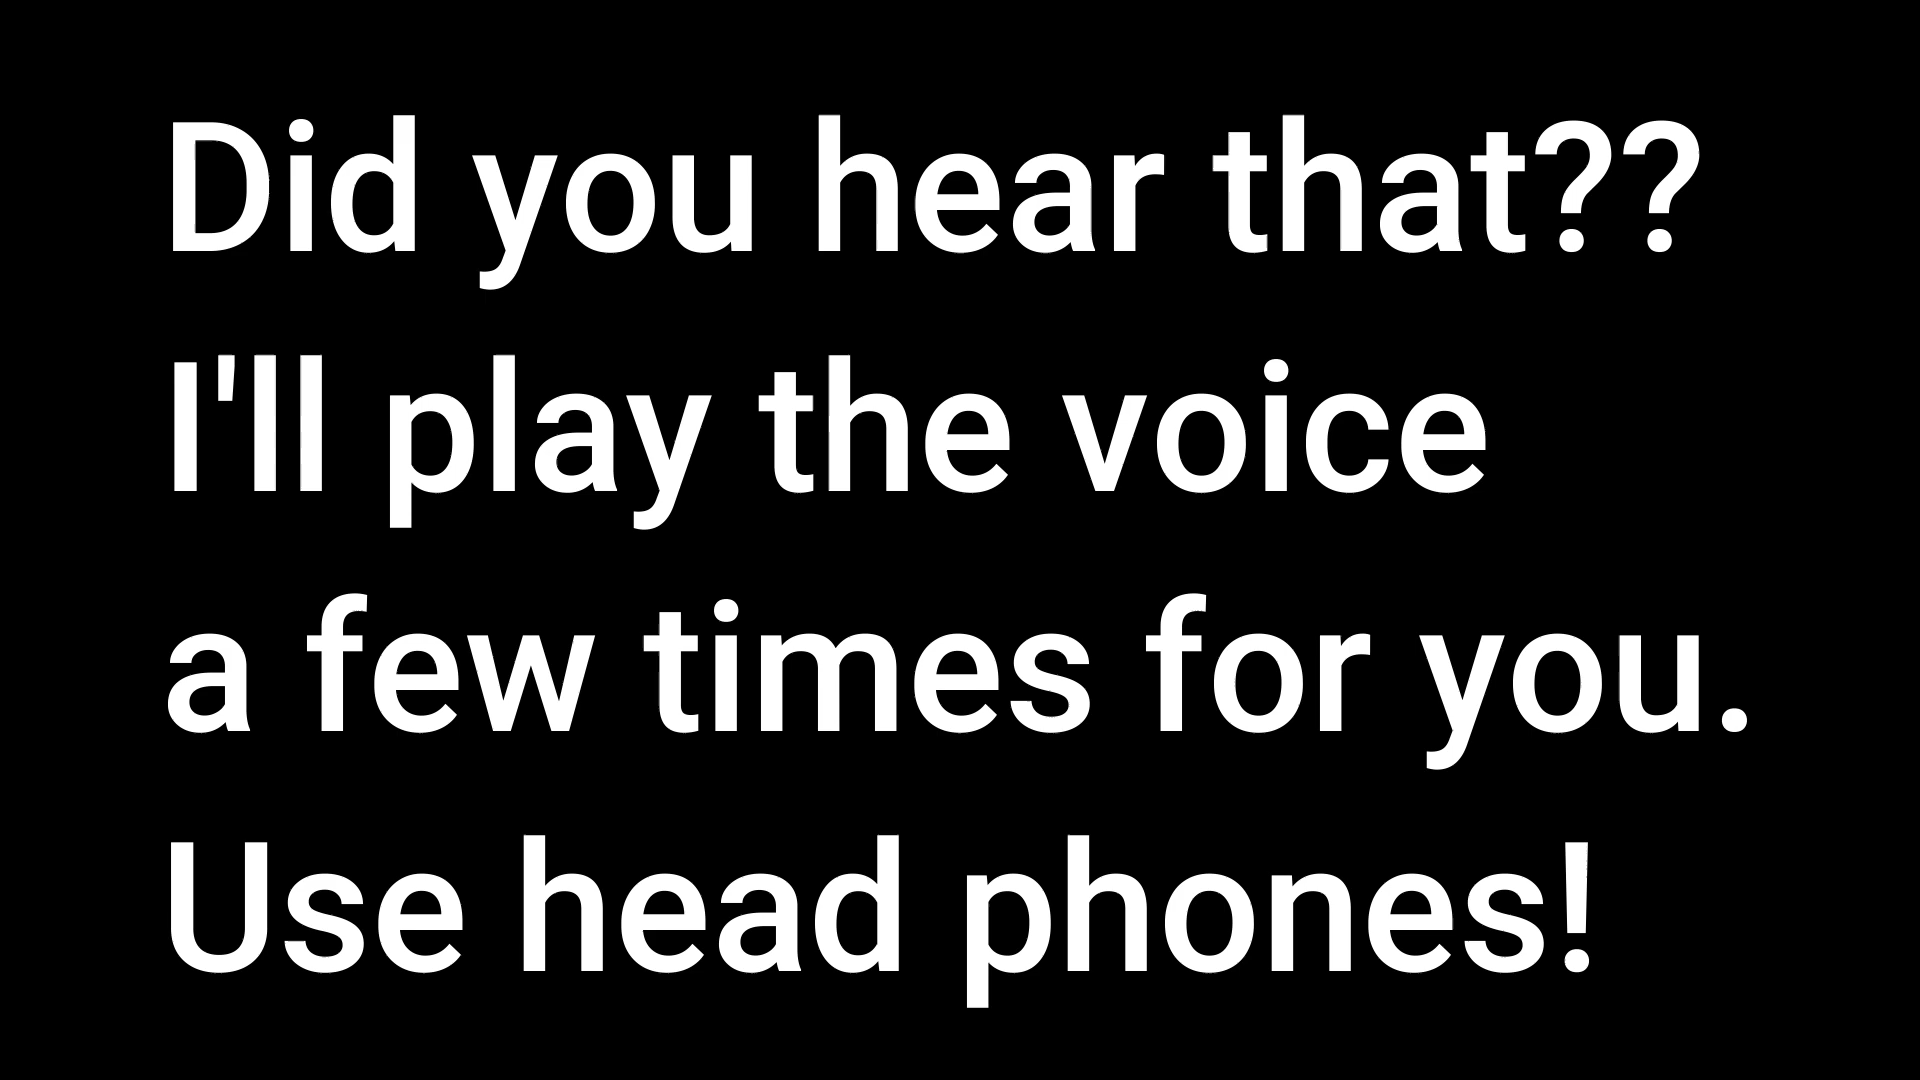 Did you hear that??
I'll play the voice
a few times for you.
Use head phones!